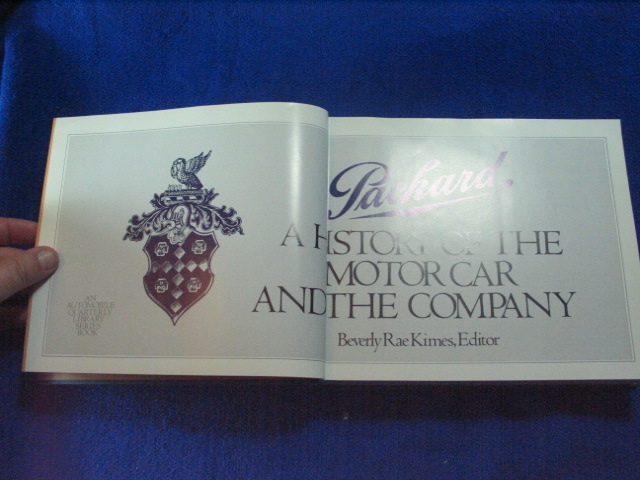 AN
AUTOMOBILE
QUARTERLY
LIBRARY
SERIES
BOOK
Packard
A HISTORY OF THE
MOTOR CAR
AND THE COMPANY
Beverly Rae Kimes, Editor